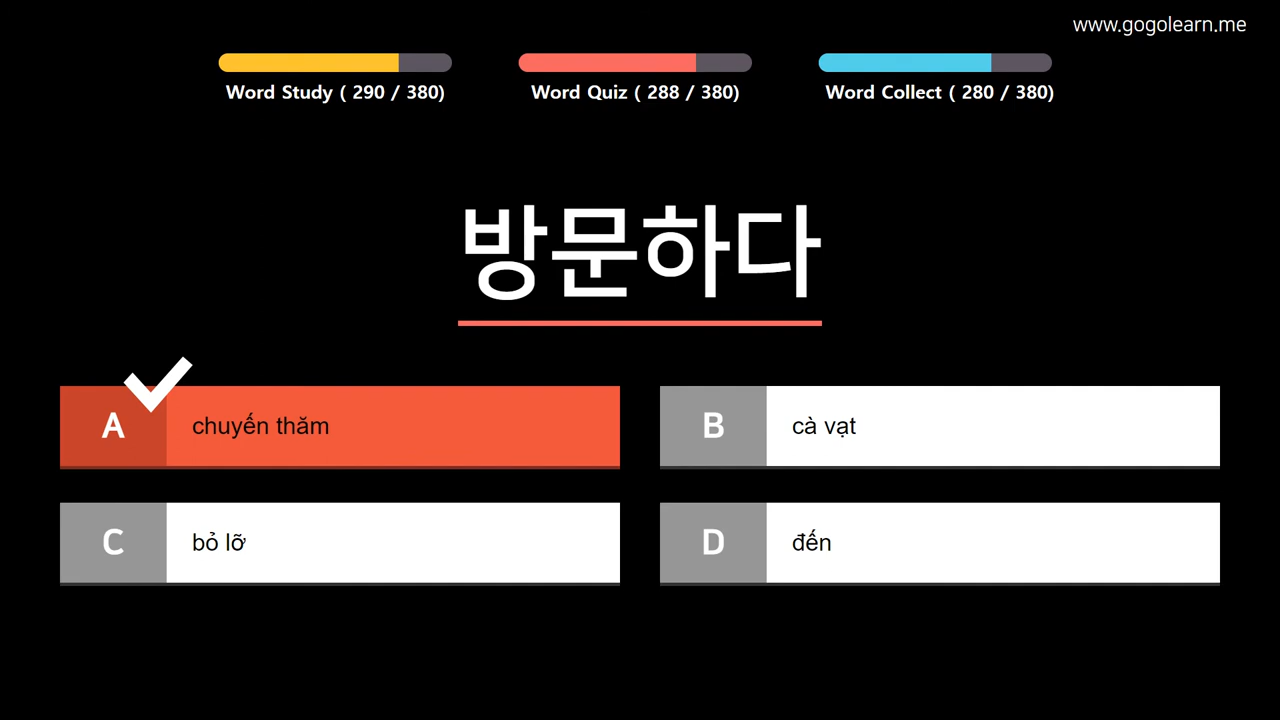 www.gogolearn.me
Word Study ( 290 / 380)
Word Quiz ( 288 / 380)
Word Collect ( 280 / 380)
방문하다
A chuyến thăm
B cà vạt
C bỏ lỡ
D đến